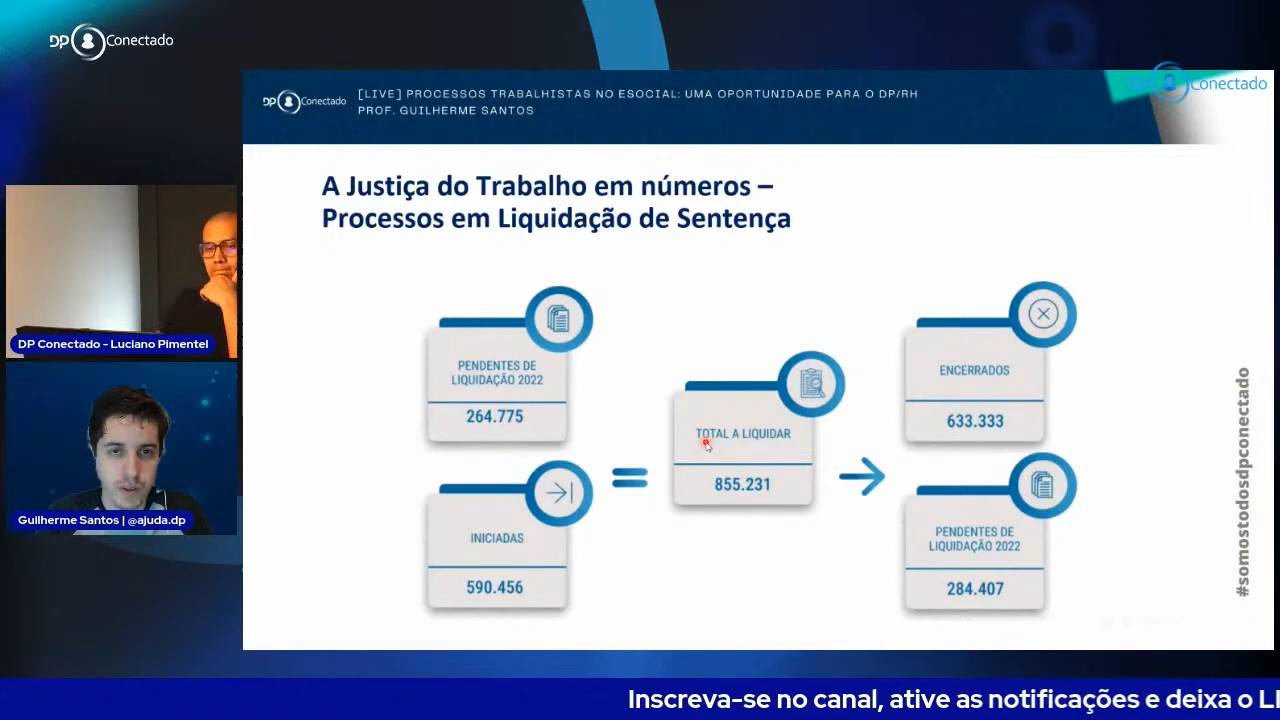 DP Conectado
DP Conectado
[LIVE] PROCESSOS TRABALHISTAS NO ESOCIAL: UMA OPORTUNIDADE PARA O DP/RH
PROF. GUILHERME SANTOS
Conectado
A Justiça do Trabalho em números –
Processos em Liquidação de Sentença
PENDENTES DE
LIQUIDAÇÃO 2022
264.775
INICIADAS
590.456
=
TOTAL A LIQUIDAR
855.231
ENCERRADOS
633.333
PENDENTES DE
LIQUIDAÇÃO 2022
284.407
#somostodosdpconectado
DP Conectado - Luciano Pimentel
Guilherme Santos | @ajuda.dp
Inscreva-se no canal, ative as notificações e deixa o LI